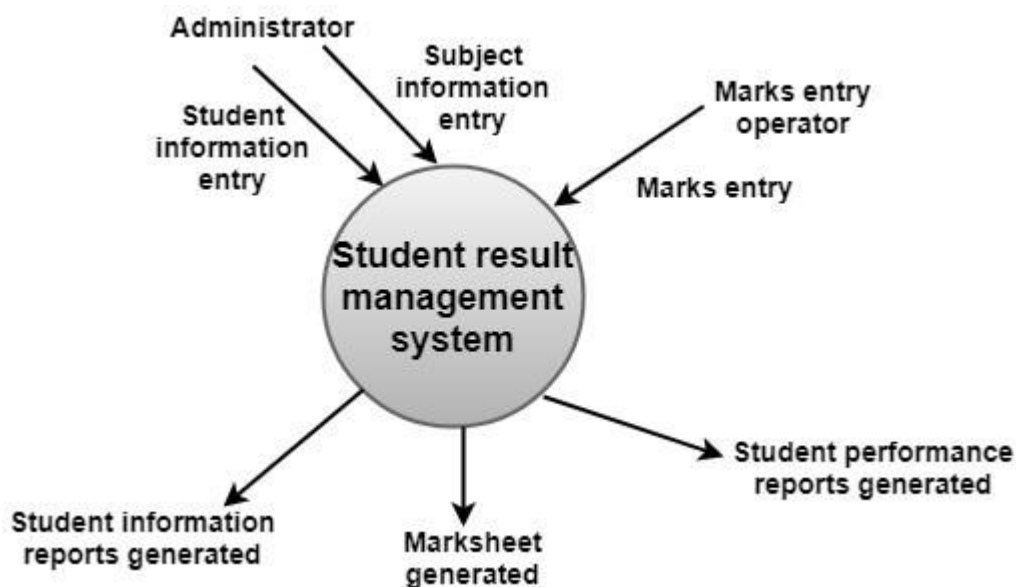 Administrator
Subject
information
entry
Student
information
entry
Marks entry
operator
Marks entry
Student result
management
system
Student information
reports generated
Marksheet
generated
Student performance
reports generated